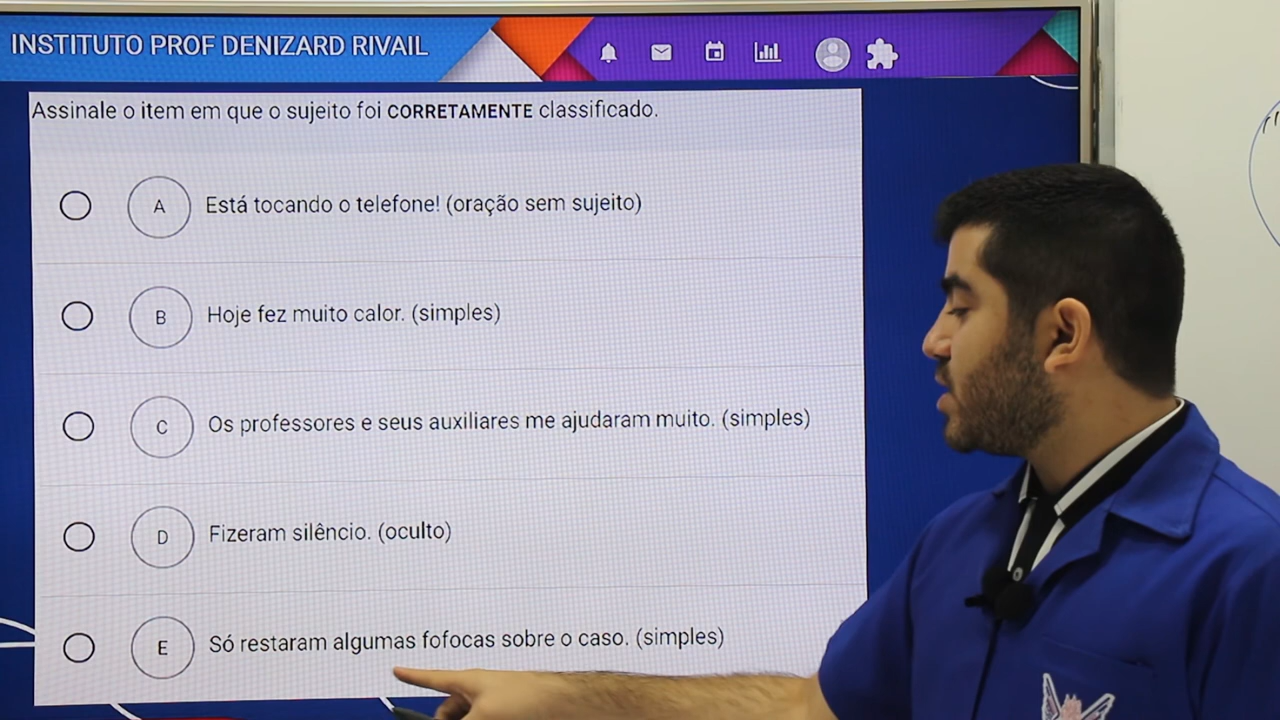 INSTITUTO PROF DENIZARD RIVAIL
Assinale o item em que o sujeito foi CORRETAMENTE classificado.
A Está tocando o telefone! (oração sem sujeito)
B Hoje fez muito calor. (simples)
C Os professores e seus auxiliares me ajudaram muito. (simples)
D Fizeram silêncio. (oculto)
E Só restaram algumas fofocas sobre o caso. (simples)